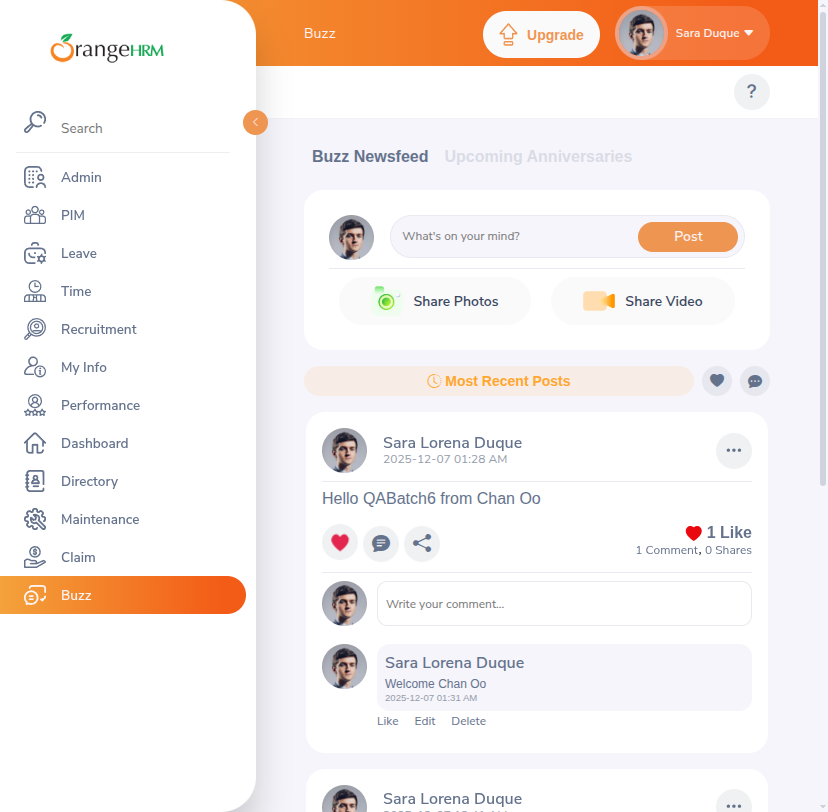 OrangeHRM
Search
Admin
PIM
Leave
Time
Recruitment
My Info
Performance
Dashboard
Directory
Maintenance
Claim
Buzz
Buzz
Upgrade
Sara Duque
?
Buzz Newsfeed Upcoming Anniversaries
What's on your mind?
Post
Share Photos
Share Video
Most Recent Posts
Sara Lorena Duque
2025-12-07 01:28 AM
Hello QABatch6 from Chan Oo
1 Like
1 Comment, 0 Shares
Write your comment...
Sara Lorena Duque
Welcome Chan Oo
2025-12-07 01:31 AM
Like Edit Delete
Sara Lorena Duque